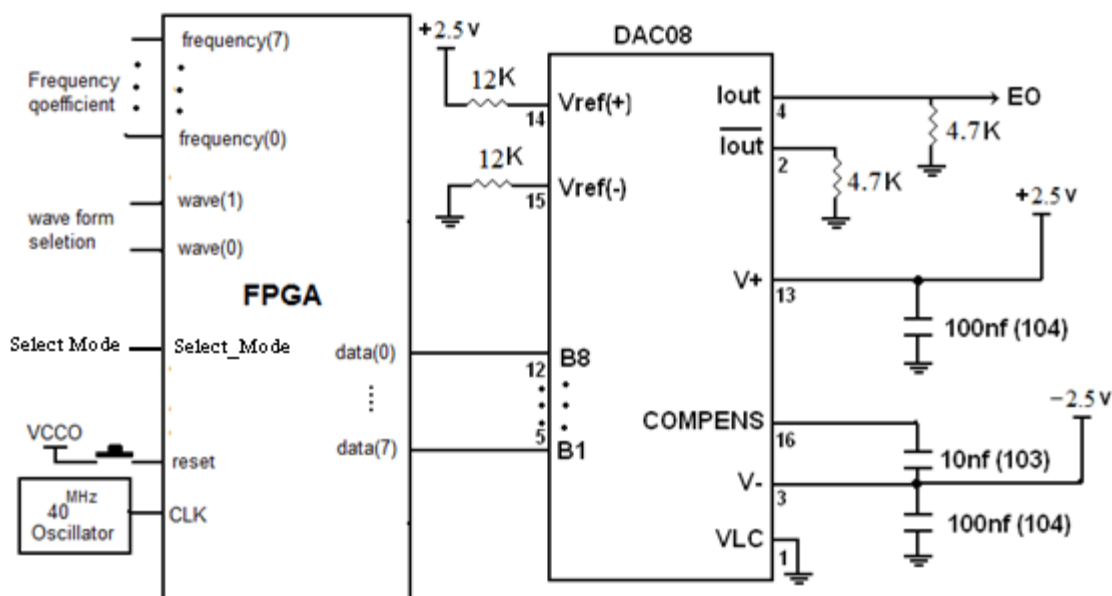 frequency(7)
Frequency
qoefficient
frequency(0)
wave(1)
wave form
seletion
wave(0)
FPGA
Select Mode
Select_Mode
data(0)
data(7)
VCCO
reset
40 MHz
Oscillator
CLK
+2.5v
12K
14
12K
15
DAC08
Vref(+)
Vref(-)
12
B8
5
B1
Iout
4
EO
4.7K
Iout
2
4.7K
+2.5v
V+
13
100nf (104)
-2.5v
COMPENS
16
10nf (103)
V-
3
100nf (104)
VLC
1